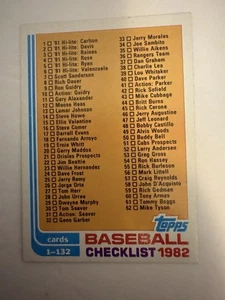 1 '81 Hi-lite: Carlton
2 '81 Hi-lite: Davis
3 '81 Hi-lite: Raines
4 '81 Hi-lite: Rose
5 '81 Hi-lite: Ryan
6 '81 Hi-lite: Valenzuela
7 Scott Sanderson
8 Rich Dauer
9 Ron Guidry
10 Action: Guidry
11 Gary Alexander
12 Moose Haas
13 Lamar Johnson
14 Steve Howe
15 Ellis Valentine
16 Steve Comer
17 Darrell Evans
18 Fernando Arroyo
19 Ernie Whitt
20 Garry Maddox
21 Orioles Prospects
22 Jim Beattie
23 Willie Hernandez
24 Dave Frost
25 Jerry Remy
26 Jorge Orta
27 Tom Herr
28 John Urrea
29 Dwayne Murphy
30 Tom Seaver
31 Action: Seaver
32 Gene Garber
33 Jerry Morales
34 Joe Sambito
35 Willie Aikens
36 Rangers Team
37 Dan Graham
38 Charlie Lea
39 Lou Whitaker
40 Dave Parker
41 Action: Parker
42 Rick Sofield
43 Mike Cubbage
44 Britt Burns
45 Rick Cerone
46 Jerry Augustine
47 Jeff Leonard
48 Bobby Castillo
49 Alvis Woods
50 Buddy Bell
51 Cubs Prospects
52 Larry Andersen
53 Greg Gross
54 Ron Hassey
55 Rick Burleson
56 Mark Littell
57 Craig Reynolds
58 John D'Acquisto
59 Rich Gedman
60 Tony Armas
61 Tommy Boggs
62 Mike Tyson
Topps
cards
1-132
BASEBALL
CHECKLIST 1982